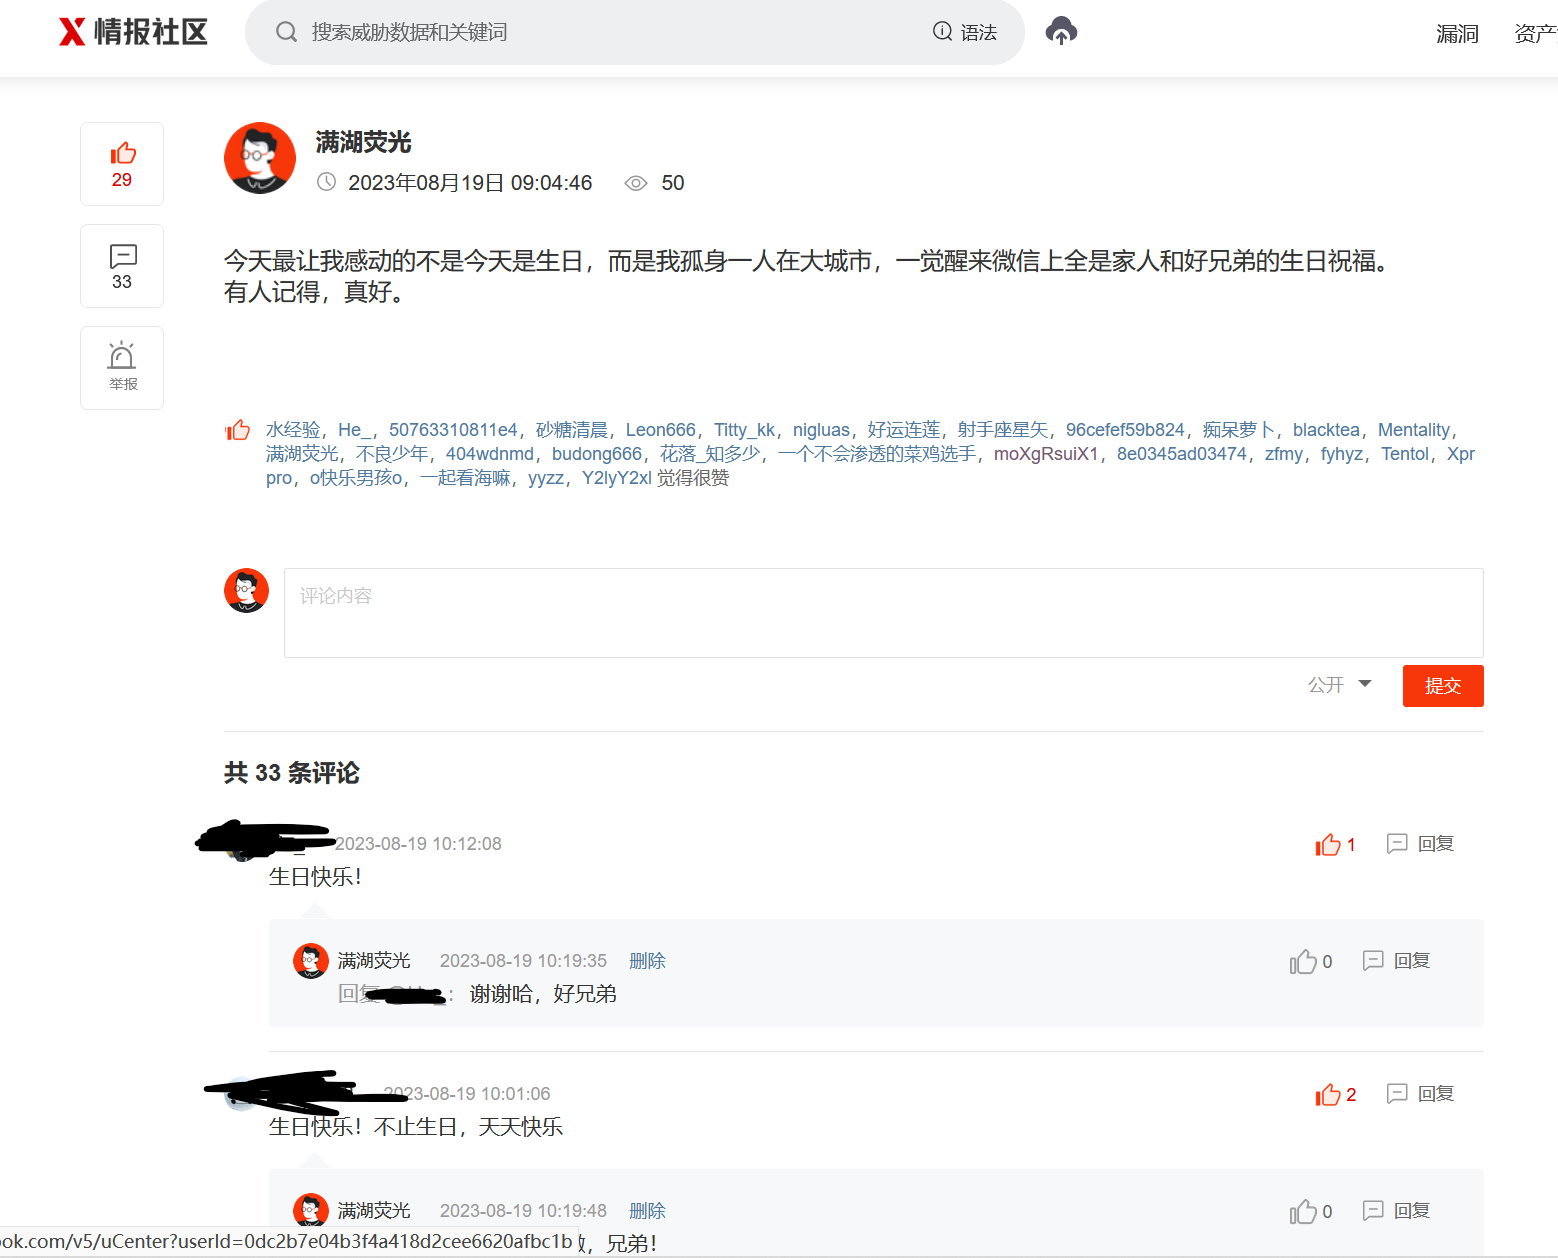 X 情报社区
搜索威胁数据和关键词
语法
漏洞
资产
29
33
举报
满湖荧光
2023年08月19日 09:04:46
50
今天最让我感动的不是今天是生日，而是我孤身一人在大城市，一觉醒来微信上全是家人和好兄弟的生日祝福。
有人记得，真好。
水经验，He_，50763310811e4，砂糖清晨，Leon666，Titty_kk，nigluas，好运连莲，射手座星矢，96cefef59b824，痴呆萝卜，blacktea，Mentality，
满湖荧光，不良少年，404wdnmd，budong666，花落_知多少，一个不会渗透的菜鸡选手，moXgRsuiX1，8e0345ad03474，zfmy，fyhyz，Tentol，Xpr
pro，o快乐男孩o，一起看海嘛，yyzz，Y2lyY2xl 觉得很赞
评论内容
公开
提交
共 33 条评论
2023-08-19 10:12:08
1
回复
生日快乐！
满湖荧光
2023-08-19 10:19:35
删除
0
回复
回复 ： 谢谢哈，好兄弟
2023-08-19 10:01:06
2
回复
生日快乐！不止生日，天天快乐
满湖荧光
2023-08-19 10:19:48
删除
0
回复
ok.com/v5/uCenter?userId=0dc2b7e04b3f4a418d2cee6620afbc1b
，兄弟！